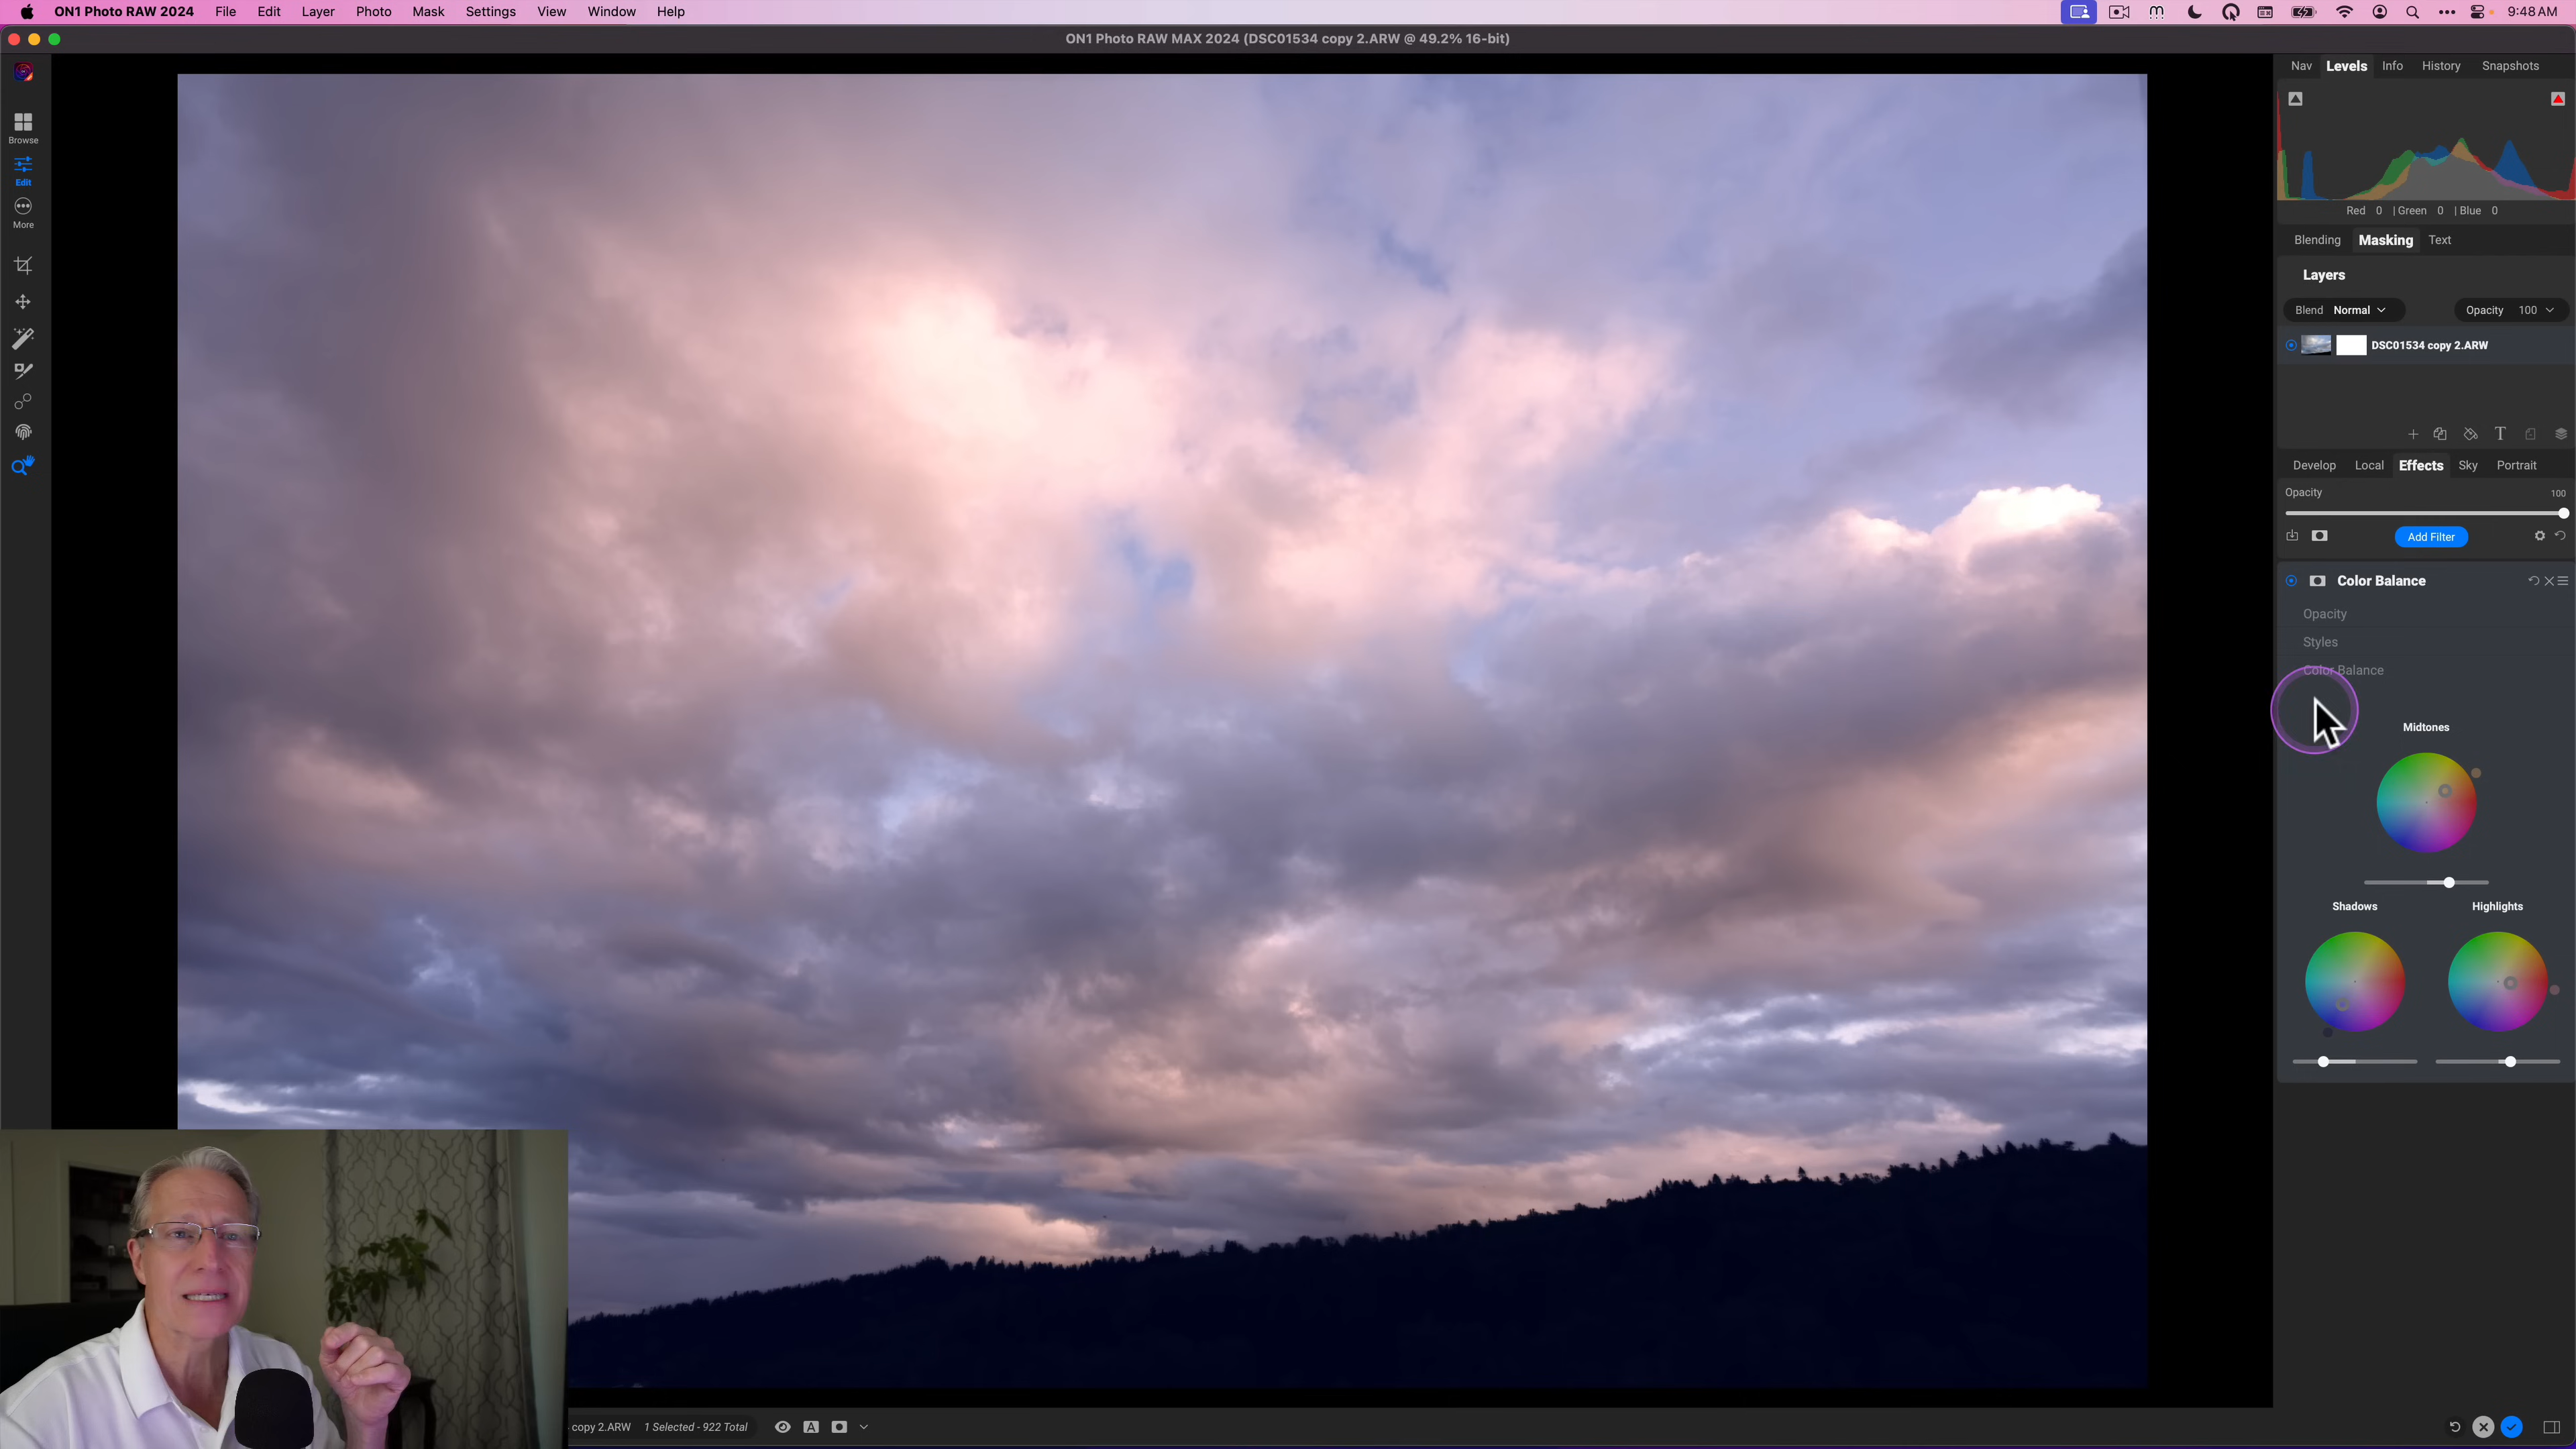 ON1 Photo RAW 2024 File Edit Layer Photo Mask Settings View Window Help 9:48 AM
ON1 Photo RAW MAX 2024 (DSC01534 copy 2.ARW @ 49.2% 16-bit)
Nav Levels Info History Snapshots
Browse
Edit
More
Red 0 | Green 0 | Blue 0
Blending Masking Text
Layers
Blend Normal Opacity 100
DSC01534 copy 2.ARW
Develop Local Effects Sky Portrait
Opacity 100
Add Filter
Color Balance
Opacity
Styles
Color Balance
Midtones
Shadows Highlights
copy 2.ARW 1 Selected - 922 Total